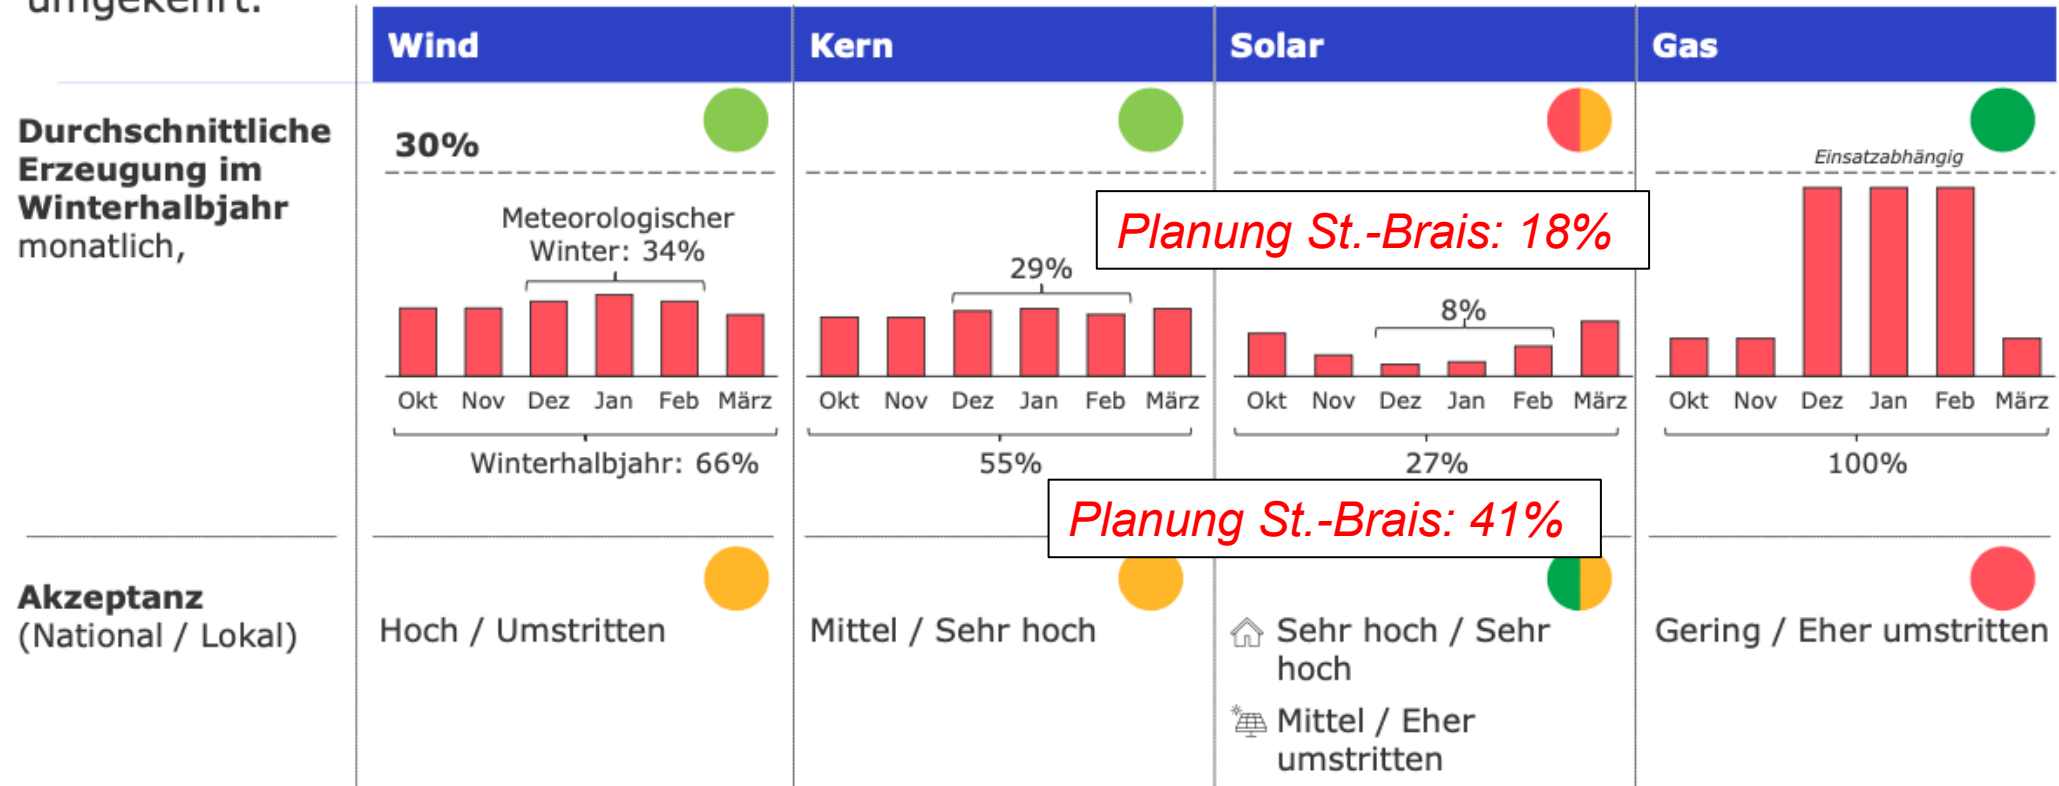 umgekehrt.
Wind
Kern
Solar
Gas
Durchschnittliche
Erzeugung im
Winterhalbjahr
monatlich,
30%
Meteorologischer
Winter: 34%
Okt Nov Dez Jan Feb März
Winterhalbjahr: 66%
29%
Okt Nov Dez Jan Feb März
55%
Planung St.-Brais: 18%
8%
Okt Nov Dez Jan Feb März
27%
Planung St.-Brais: 41%
Einsatzabhängig
Okt Nov Dez Jan Feb März
100%
Akzeptanz
(National / Lokal)
Hoch / Umstritten
Mittel / Sehr hoch
Sehr hoch / Sehr
hoch
Mittel / Eher
umstritten
Gering / Eher umstritten